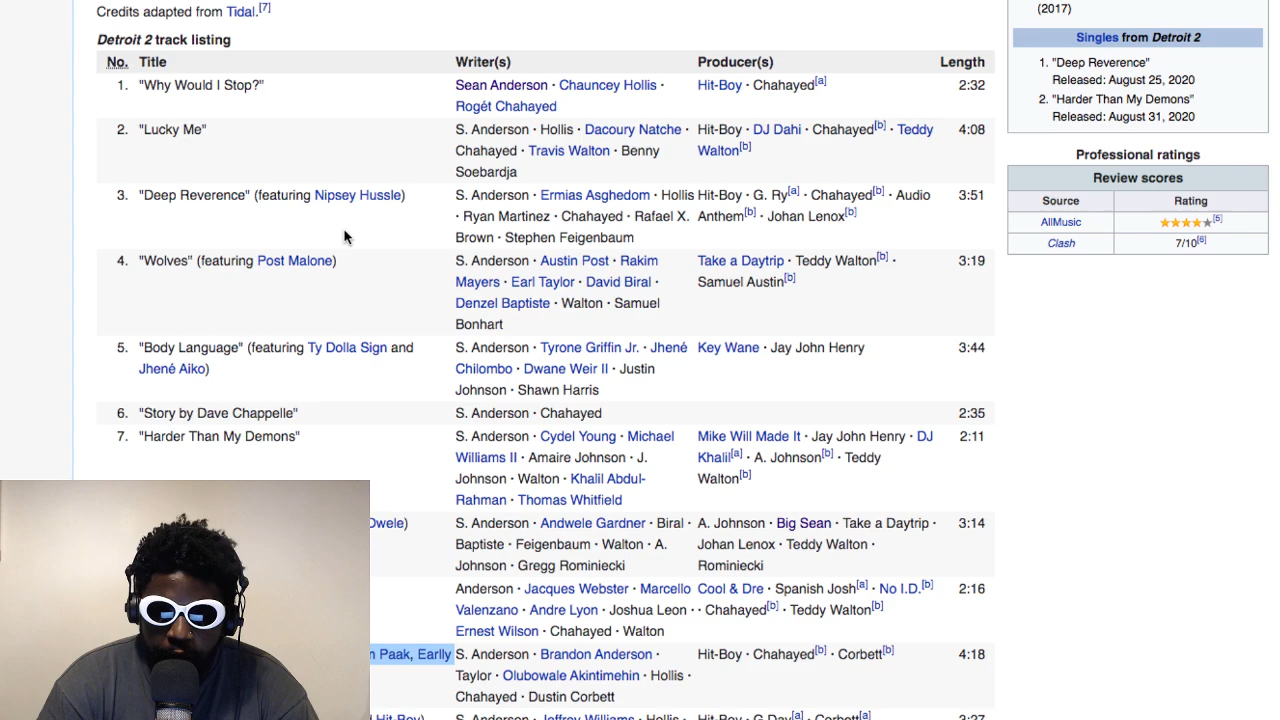 Credits adapted from Tidal.[7]
Detroit 2 track listing
No. Title Writer(s) Producer(s) Length
1. "Why Would I Stop?" Sean Anderson · Chauncey Hollis · Hit-Boy · Chahayed[a] 2:32
Rogét Chahayed
2. "Lucky Me" S. Anderson · Hollis · Dacoury Natche · Hit-Boy · DJ Dahi · Chahayed[b] · Teddy 4:08
Chahayed · Travis Walton · Benny Walton[b]
Soebardja
3. "Deep Reverence" (featuring Nipsey Hussle) S. Anderson · Ermias Asghedom · Hollis Hit-Boy · G. Ry[a] · Chahayed[b] · Audio 3:51
· Ryan Martinez · Chahayed · Rafael X. Anthem[b] · Johan Lenox[b]
Brown · Stephen Feigenbaum
4. "Wolves" (featuring Post Malone) S. Anderson · Austin Post · Rakim Take a Daytrip · Teddy Walton[b] · 3:19
Mayers · Earl Taylor · David Biral · Samuel Austin[b]
Denzel Baptiste · Walton · Samuel
Bonhart
5. "Body Language" (featuring Ty Dolla Sign and S. Anderson · Tyrone Griffin Jr. · Jhené Key Wane · Jay John Henry 3:44
Jhené Aiko) Chilombo · Dwane Weir II · Justin
Johnson · Shawn Harris
6. "Story by Dave Chappelle" S. Anderson · Chahayed 2:35
7. "Harder Than My Demons" S. Anderson · Cydel Young · Michael Mike Will Made It · Jay John Henry · DJ 2:11
Williams II · Amaire Johnson · J. Khalil[a] · A. Johnson[b] · Teddy
Johnson · Walton · Khalil Abdul- Walton[b]
Rahman · Thomas Whitfield
Dwele) S. Anderson · Andwele Gardner · Biral · A. Johnson · Big Sean · Take a Daytrip · 3:14
Baptiste · Feigenbaum · Walton · A. Johan Lenox · Teddy Walton ·
Johnson · Gregg Rominiecki Rominiecki
Anderson · Jacques Webster · Marcello Cool & Dre · Spanish Josh[a] · No I.D.[b] 2:16
Valenzano · Andre Lyon · Joshua Leon · · Chahayed[b] · Teddy Walton[b]
Ernest Wilson · Chahayed · Walton
n Paak, Earlly S. Anderson · Brandon Anderson · Hit-Boy · Chahayed[b] · Corbett[b] 4:18
Taylor · Olubowale Akintimehin · Hollis ·
Chahayed · Dustin Corbett
d Hit-Boy) S. Anderson · Jeffrey Williams · Hollis · Hit-Boy · G Day[a] · Corbett[a] 3:27
(2017)
Singles from Detroit 2
1. "Deep Reverence"
Released: August 25, 2020
2. "Harder Than My Demons"
Released: August 31, 2020
Professional ratings
Review scores
Source Rating
AllMusic ★★★★★[5]
Clash 7/10[6]